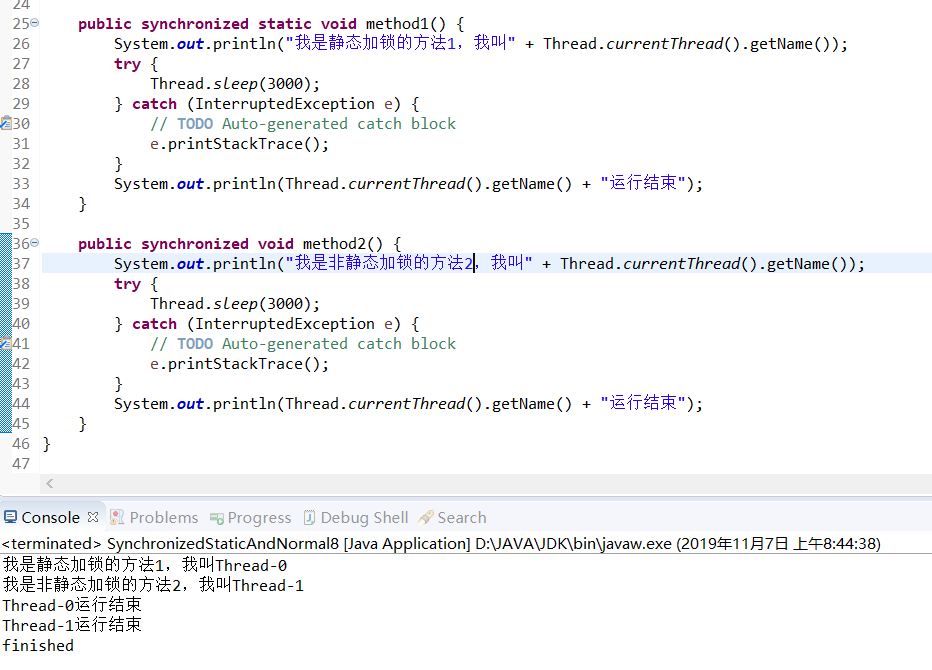 24
25 public synchronized static void method1() {
26 System.out.println("我是静态加锁的方法1，我叫" + Thread.currentThread().getName());
27 try {
28 Thread.sleep(3000);
29 } catch (InterruptedException e) {
30 // TODO Auto-generated catch block
31 e.printStackTrace();
32 }
33 System.out.println(Thread.currentThread().getName() + "运行结束");
34 }
35
36 public synchronized void method2() {
37 System.out.println("我是非静态加锁的方法2，我叫" + Thread.currentThread().getName());
38 try {
39 Thread.sleep(3000);
40 } catch (InterruptedException e) {
41 // TODO Auto-generated catch block
42 e.printStackTrace();
43 }
44 System.out.println(Thread.currentThread().getName() + "运行结束");
45 }
46 }
47
Console Problems Progress Debug Shell Search
<terminated> SynchronizedStaticAndNormal8 [Java Application] D:\JAVA\JDK\bin\javaw.exe (2019年11月7日 上午8:44:38)
我是静态加锁的方法1，我叫Thread-0
我是非静态加锁的方法2，我叫Thread-1
Thread-0运行结束
Thread-1运行结束
finished